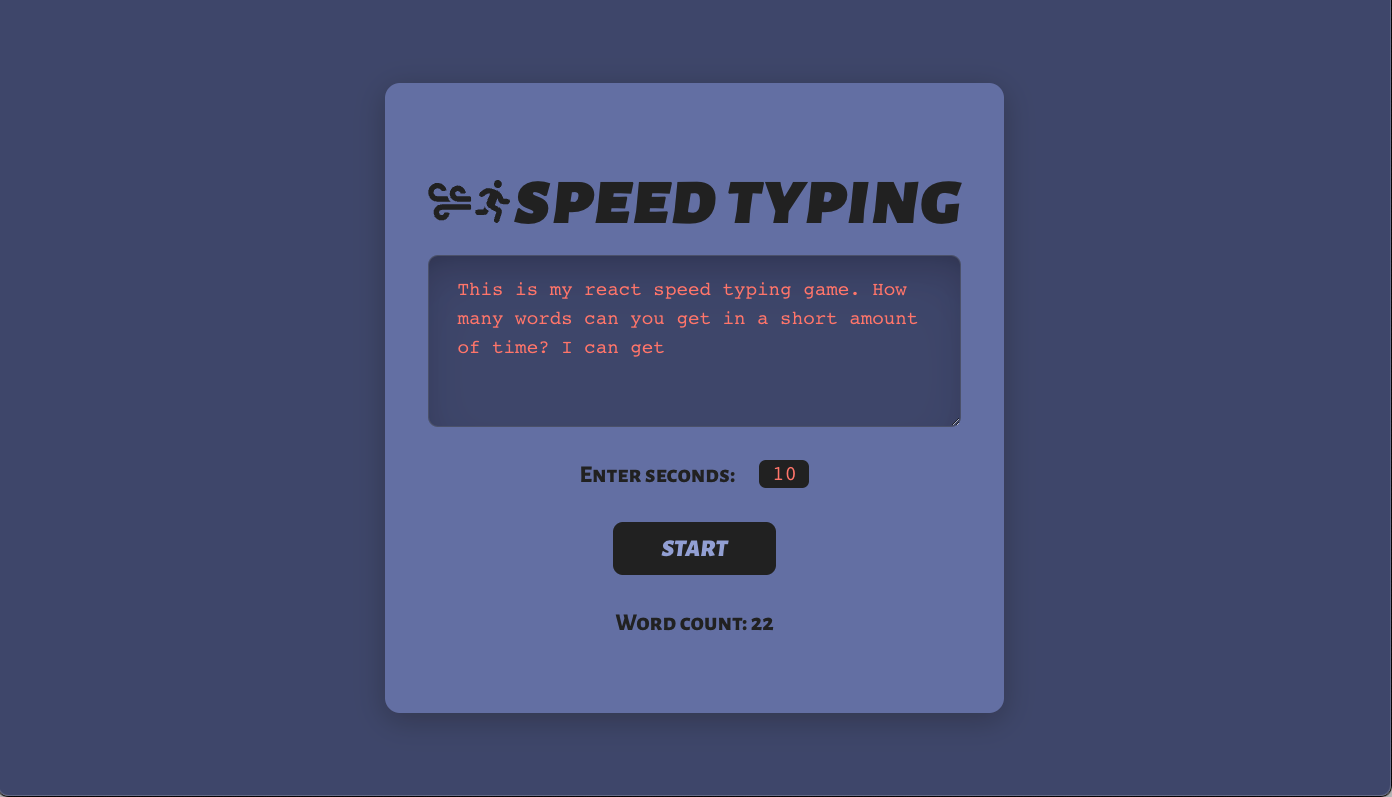 SPEED TYPING
This is my react speed typing game. How
many words can you get in a short amount
of time? I can get
Enter seconds: 10
START
Word count: 22